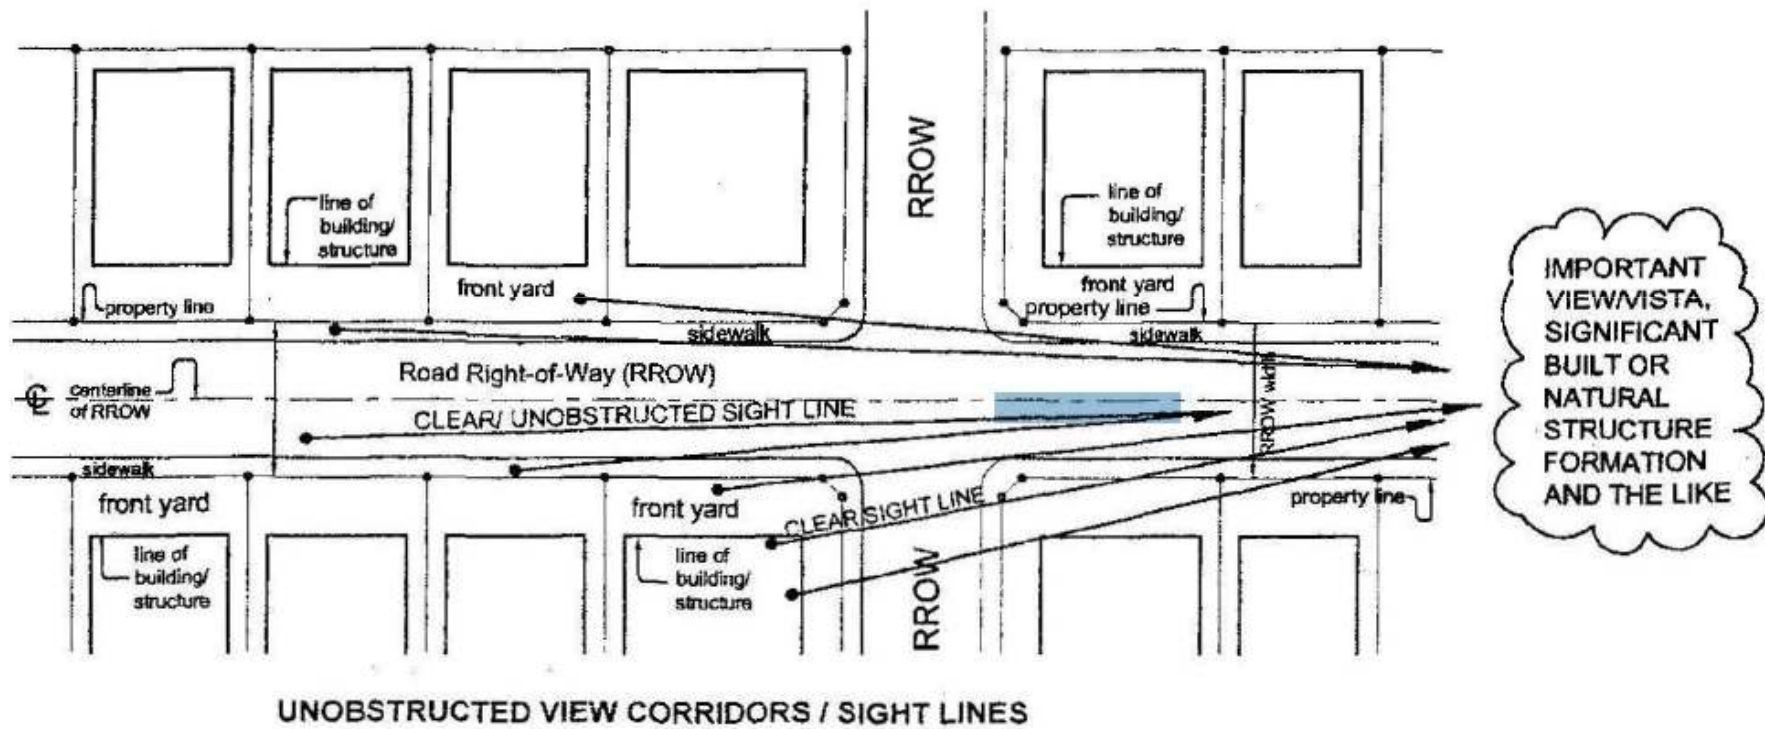 RROW
line of
building/
structure
line of
building/
structure
front yard
property line
front yard
property line
sidewalk
sidewalk
Road Right-of-Way (RROW)
CL centerline
of RROW
CLEAR/ UNOBSTRUCTED SIGHT LINE
RROW width
sidewalk
front yard
front yard
CLEAR SIGHT LINE
property line
line of
building/
structure
line of
building/
structure
RROW
IMPORTANT
VIEW/VISTA,
SIGNIFICANT
BUILT OR
NATURAL
STRUCTURE
FORMATION
AND THE LIKE
UNOBSTRUCTED VIEW CORRIDORS / SIGHT LINES